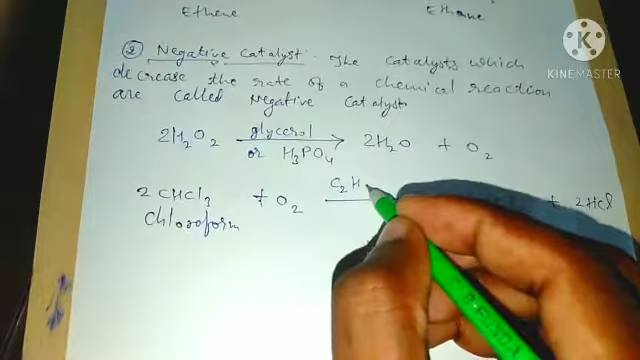 Ethene Ethane
② Negative Catalyst. The Catalysts which
decrease the rate of a chemical reaction
are called Negative Catalyst
KINEMASTER
2H₂O₂ glycerol or H₃PO₄ 2H₂O + O₂
2CHCl₃ + O₂ C₂H + 2HCl
Chloroform